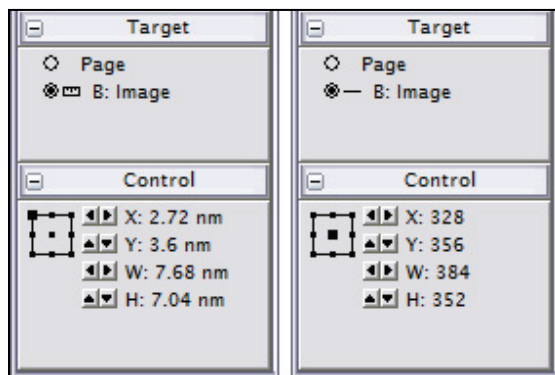 Target
Page
B: Image
Control
X: 2.72 nm
Y: 3.6 nm
W: 7.68 nm
H: 7.04 nm
Target
Page
B: Image
Control
X: 328
Y: 356
W: 384
H: 352